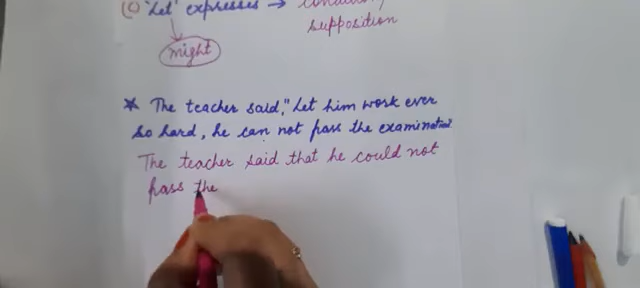 (c) 'Let' expresses →
supposition
might
* The teacher said, "Let him work ever
so hard, he can not pass the examination.
The teacher said that he could not
pass the